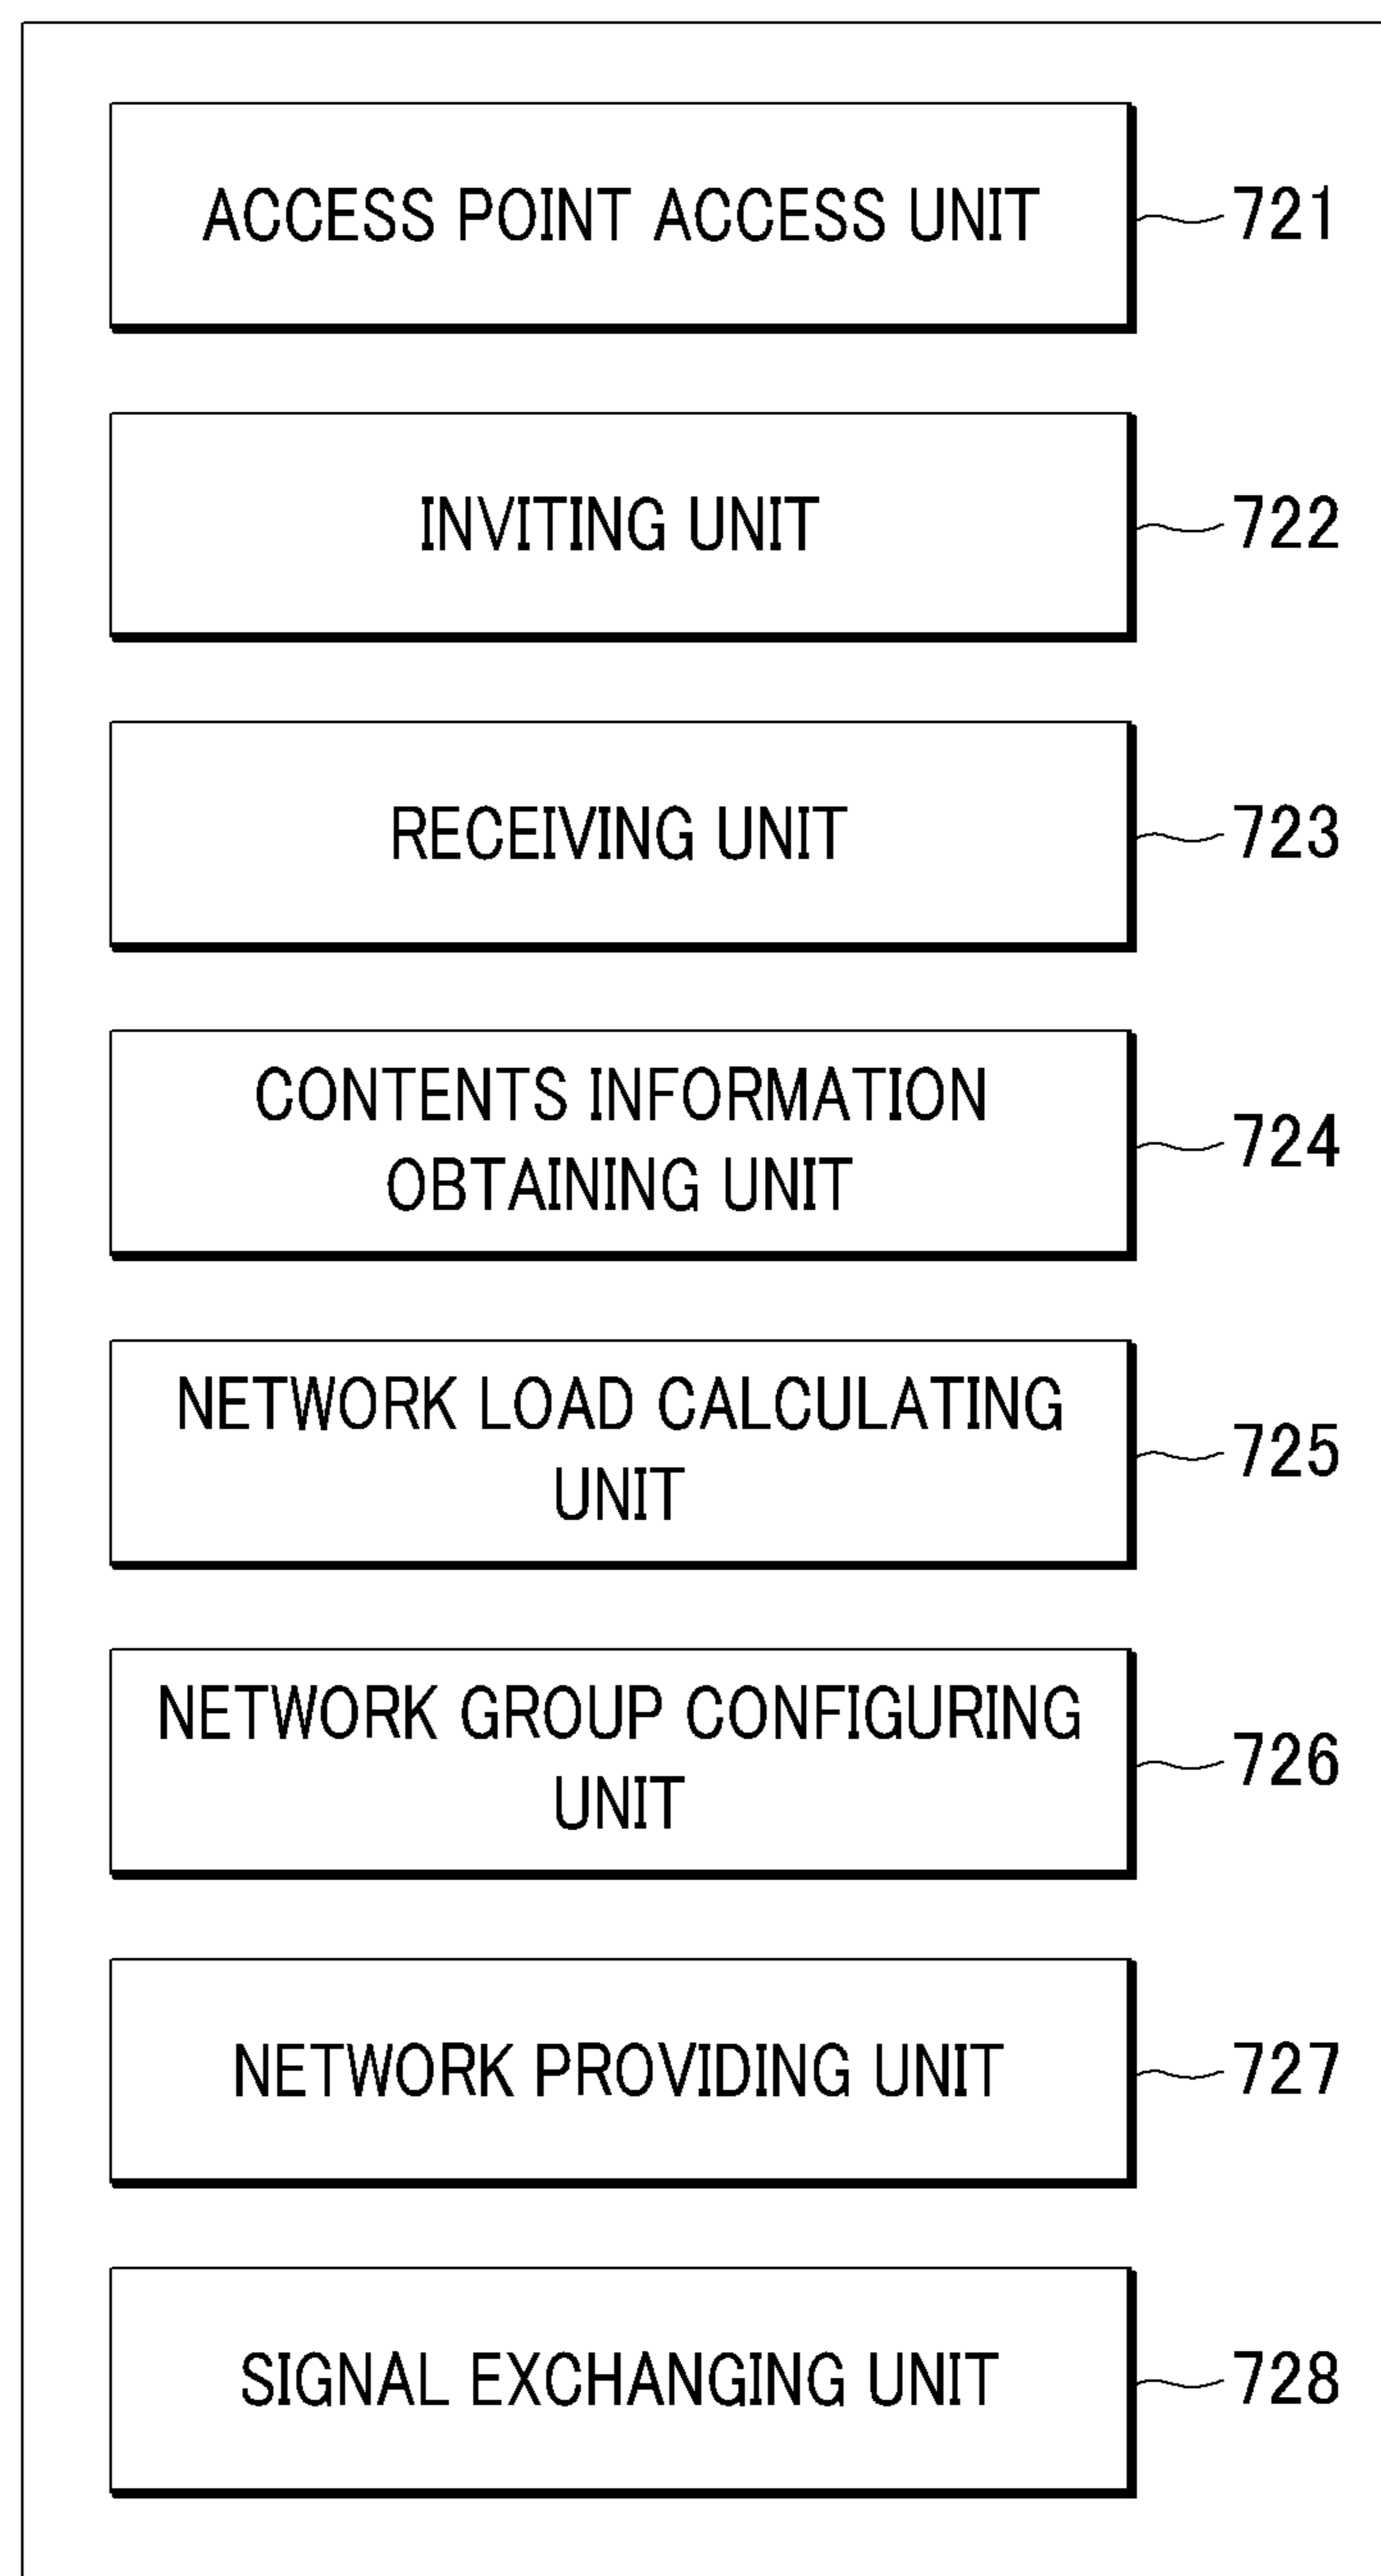 ACCESS POINT ACCESS UNIT
721
INVITING UNIT
722
RECEIVING UNIT
723
CONTENTS INFORMATION
OBTAINING UNIT
724
NETWORK LOAD CALCULATING
UNIT
725
NETWORK GROUP CONFIGURING
UNIT
726
NETWORK PROVIDING UNIT
727
SIGNAL EXCHANGING UNIT
728